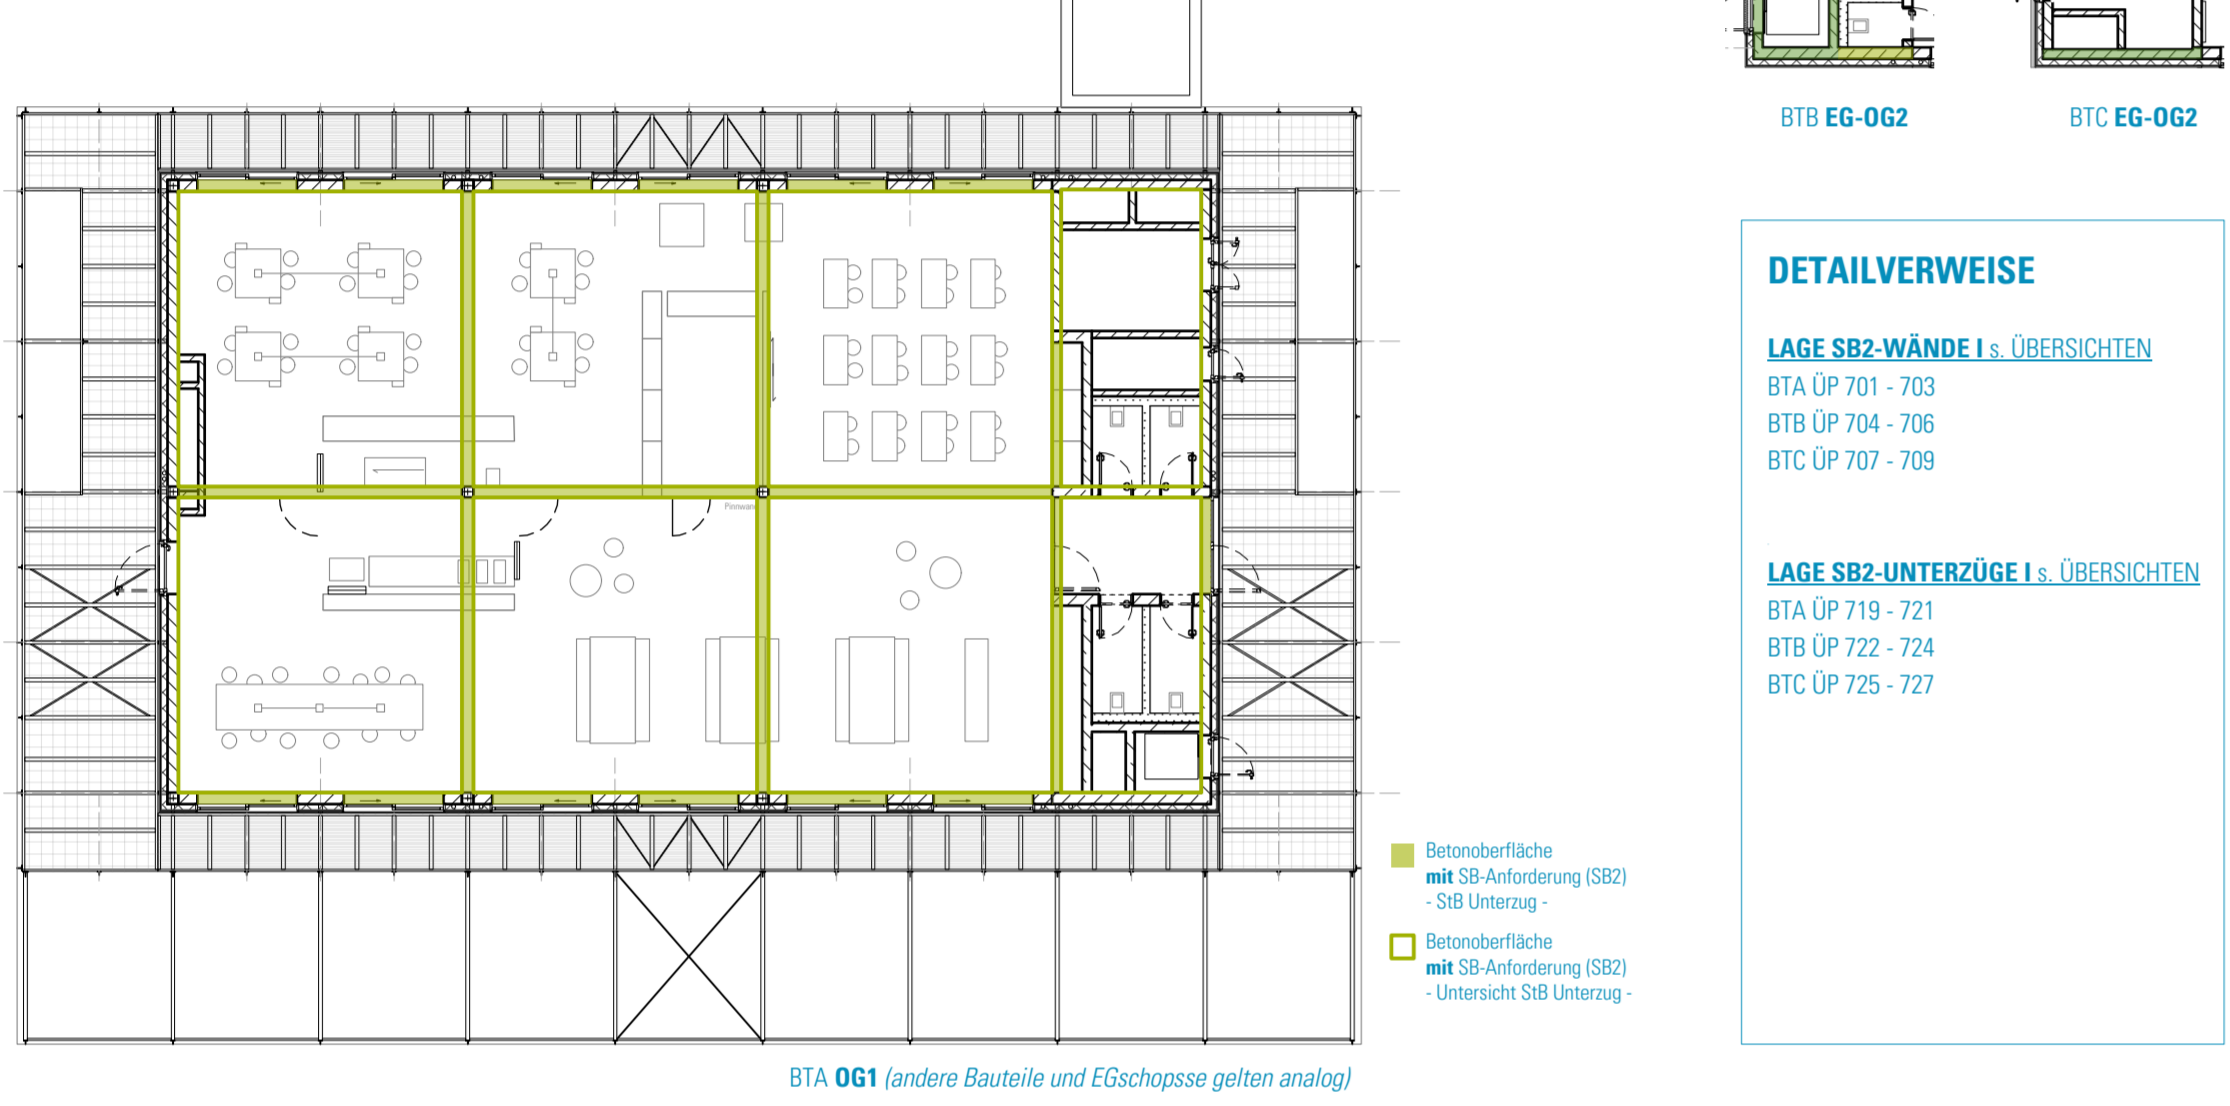 BTB EG-OG2
BTC EG-OG2
DETAILVERWEISE
LAGE SB2-WÄNDE I s. ÜBERSICHTEN
BTA ÜP 701 - 703
BTB ÜP 704 - 706
BTC ÜP 707 - 709
LAGE SB2-UNTERZÜGE I s. ÜBERSICHTEN
BTA ÜP 719 - 721
BTB ÜP 722 - 724
BTC ÜP 725 - 727
Pinnwand
Betonoberfläche
mit SB-Anforderung (SB2)
- StB Unterzug -
Betonoberfläche
mit SB-Anforderung (SB2)
- Untersicht StB Unterzug -
BTA OG1 (andere Bauteile und EGschopsse gelten analog)